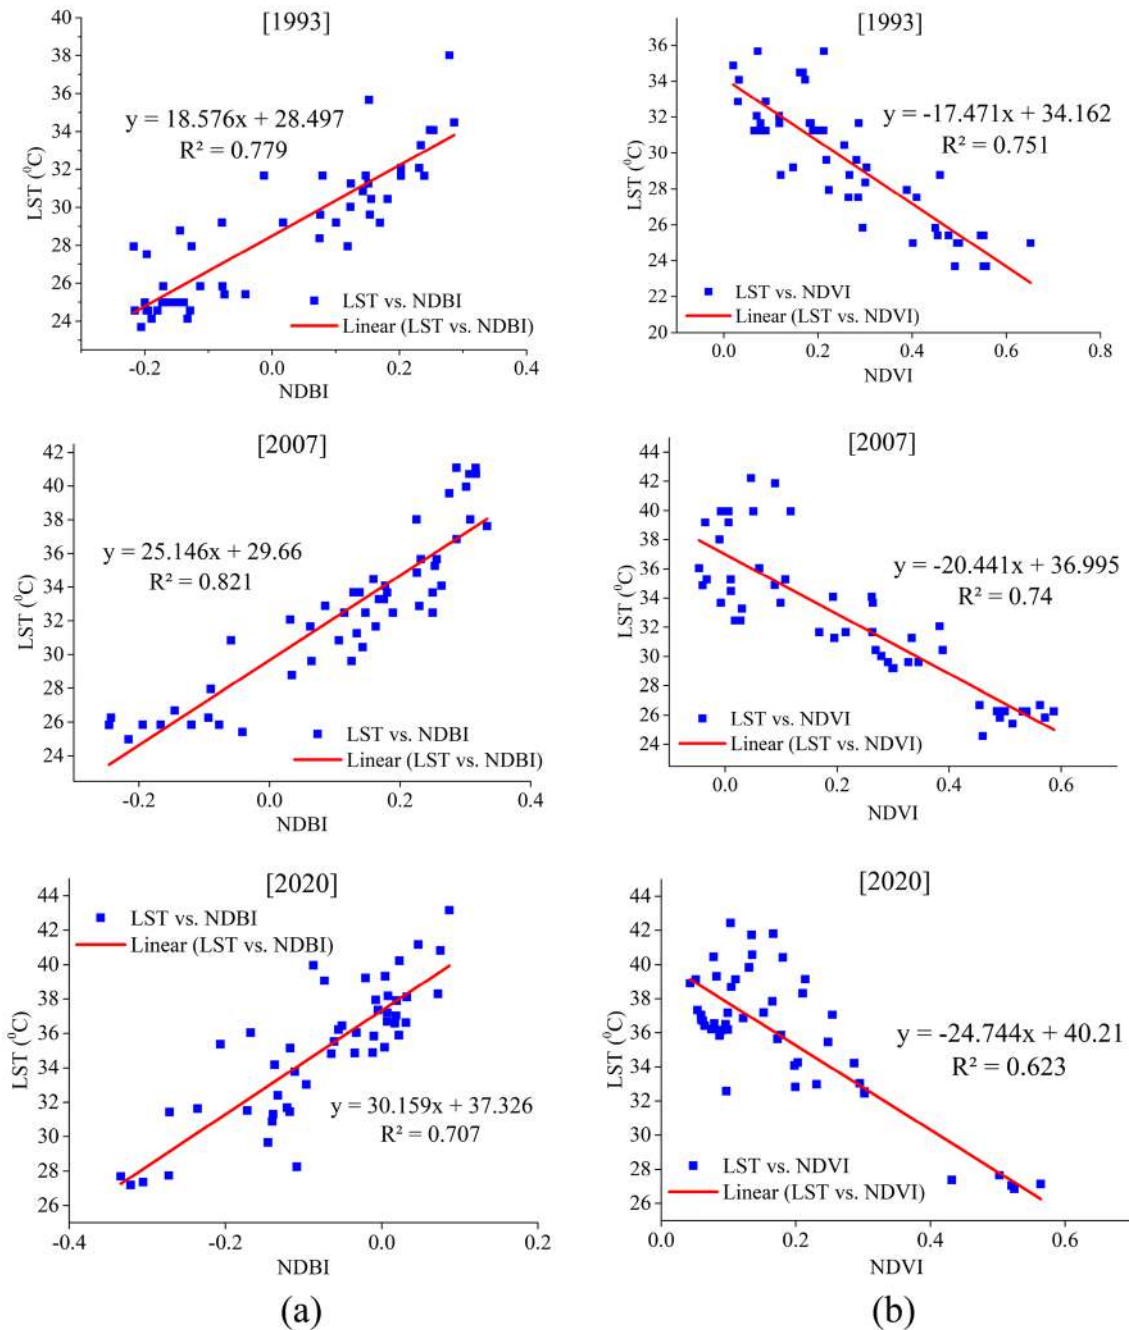 [1993]
40
38
36
34
32
30
28
26
24
LST (⁰C)
y = 18.576x + 28.497
R² = 0.779
LST vs. NDBI
Linear (LST vs. NDBI)
-0.2
0.0
0.2
0.4
NDBI
[1993]
36
34
32
30
28
26
24
22
20
LST (⁰C)
y = -17.471x + 34.162
R² = 0.751
LST vs. NDVI
Linear (LST vs. NDVI)
0.0
0.2
0.4
0.6
0.8
NDVI
[2007]
42
40
38
36
34
32
30
28
26
24
LST (⁰C)
y = 25.146x + 29.66
R² = 0.821
LST vs. NDBI
Linear (LST vs. NDBI)
-0.2
0.0
0.2
0.4
NDBI
[2007]
44
42
40
38
36
34
32
30
28
26
24
LST (⁰C)
y = -20.441x + 36.995
R² = 0.74
LST vs. NDVI
Linear (LST vs. NDVI)
0.0
0.2
0.4
0.6
NDVI
[2020]
44
42
40
38
36
34
32
30
28
26
LST (⁰C)
LST vs. NDBI
Linear (LST vs. NDBI)
y = 30.159x + 37.326
R² = 0.707
-0.4
-0.2
0.0
0.2
NDBI
[2020]
44
42
40
38
36
34
32
30
28
26
LST (⁰C)
y = -24.744x + 40.21
R² = 0.623
LST vs. NDVI
Linear (LST vs. NDVI)
0.0
0.2
0.4
0.6
NDVI
(a)
(b)